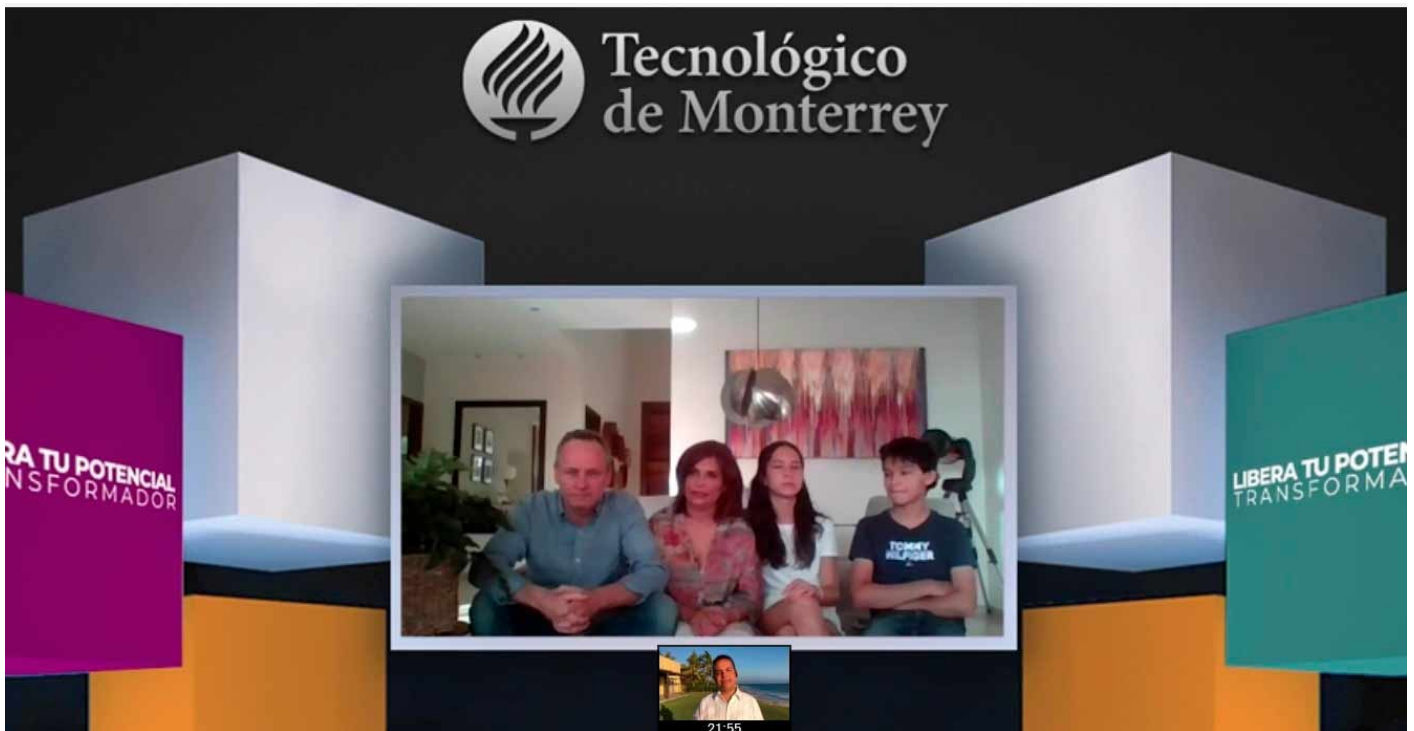 Tecnológico
de Monterrey
RA TU POTENCIAL
NSFORMADOR
TOMMY
HILFIGER
LIBERA TU POTEN
TRANSFORMA
21:55